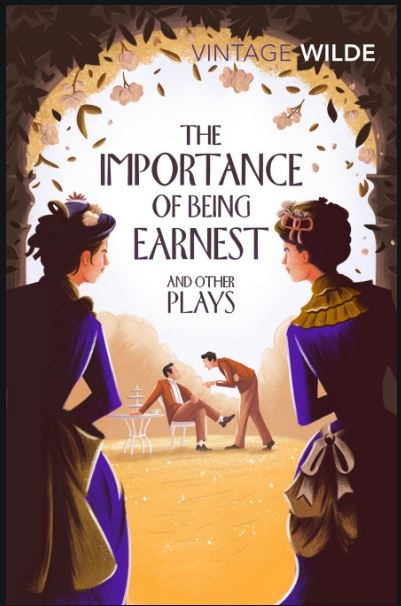 VINTAGE WILDE
THE
IMPORTANCE
OF BEING
EARNEST
AND OTHER
PLAYS